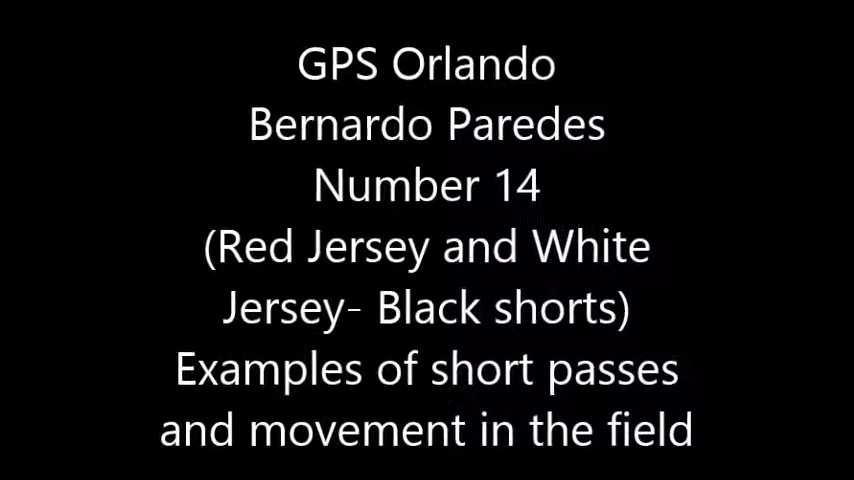 GPS Orlando
Bernardo Paredes
Number 14
(Red Jersey and White
Jersey- Black shorts)
Examples of short passes
and movement in the field